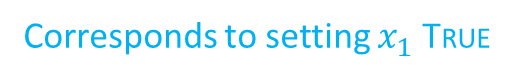 Corresponds to setting x₁ TRUE